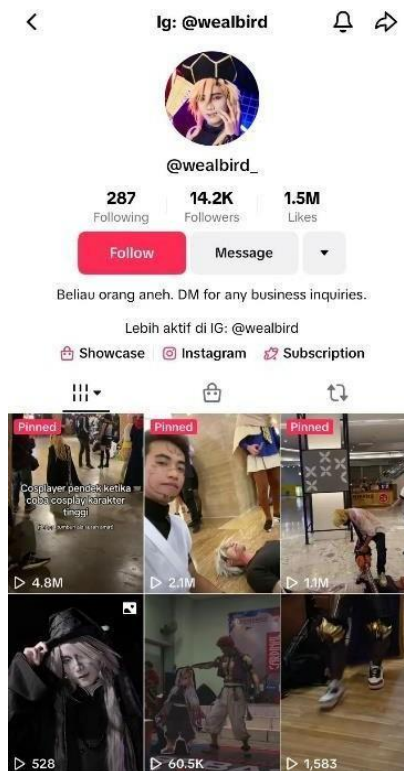 Ig: @wealbird
@wealbird_
287 14.2K 1.5M
Following Followers Likes
Follow Message
Beliau orang aneh. DM for any business inquiries.
Lebih aktif di IG: @wealbird
Showcase Instagram Subscription
Pinned Pinned Pinned
Cosplayer pendek ketika
coba cosplay karakter
tinggi
4.8M 2.1M 1.1M
528 60.5K 1,583